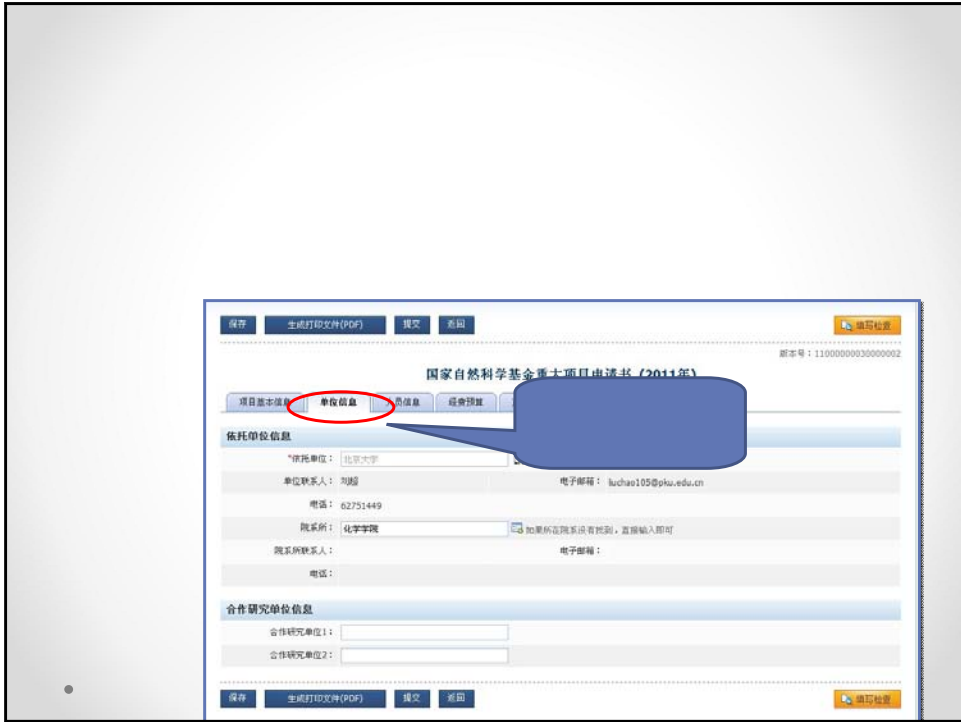 保存 生成打印文件(PDF) 提交 返回 填写检查
版本号：11000000030000002
国家自然科学基金重大项目申请书 (2011年)
项目基本信息 单位信息 人员信息 经费预算
依托单位信息
*依托单位： 北京大学
单位联系人： 刘超 电子邮箱： luchao105@pku.edu.cn
电话： 62751449
院系所： 化学学院 如果所在院系没有找到，直接输入即可
院系所联系人： 电子邮箱：
电话：
合作研究单位信息
合作研究单位1：
合作研究单位2：
保存 生成打印文件(PDF) 提交 返回 填写检查